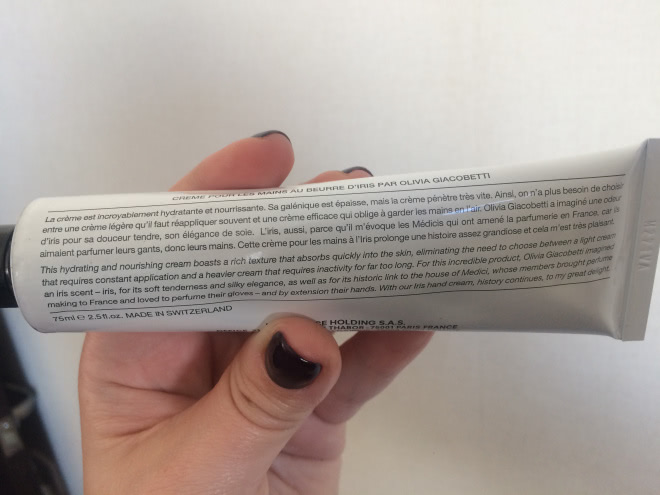 CRÈME POUR LES MAINS AU BEURRE D'IRIS PAR OLIVIA GIACOBETTI
La crème est incroyablement hydratante et nourrissante. Sa galénique est épaisse, mais la crème pénètre très vite. Ainsi, on n'a plus besoin de choisir
entre une crème légère qu'il faut réappliquer souvent et une crème efficace qui oblige à garder les mains en l'air. Olivia Giacobetti a imaginé une odeur
d'iris pour sa douceur tendre, son élégance de soie. L'iris, aussi, parce qu'il m'évoque les Médicis qui ont amené la parfumerie en France, car ils
aimaient parfumer leurs gants, donc leurs mains. Cette crème pour les mains à l'Iris prolonge une histoire assez grandiose et cela m'est très plaisant.
This hydrating and nourishing cream boasts a rich texture that absorbs quickly into the skin, eliminating the need to choose between a light cream
that requires constant application and a heavier cream that requires inactivity for far too long. For this incredible product, Olivia Giacobetti imagined
an iris scent – iris, for its soft tenderness and silky elegance, as well as for its historic link to the house of Medici, whose members brought perfume
making to France and loved to perfume their gloves – and by extension their hands. With our Iris hand cream, history continues, to my great delight.
75ml ℮ 2.5fl.oz. MADE IN SWITZERLAND
HOLDING S.A.S.
THABOR - 75001 PARIS FRANCE